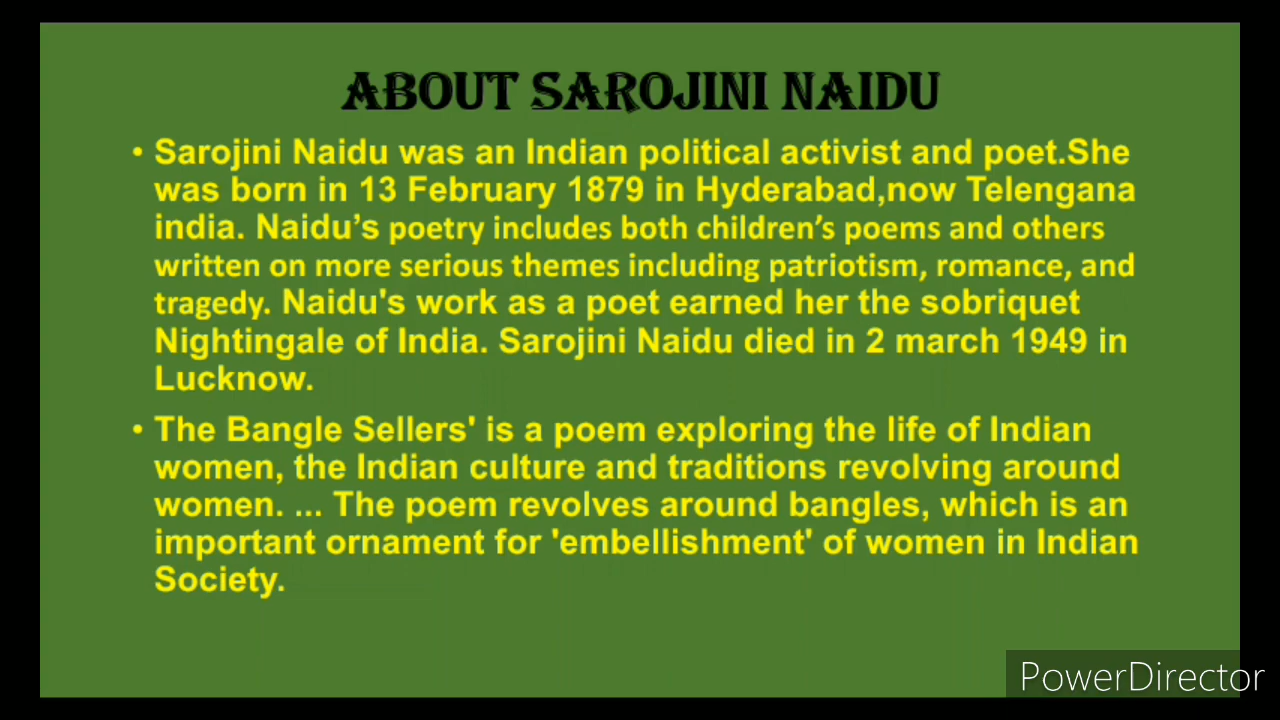 ABOUT SAROJINI NAIDU
• Sarojini Naidu was an Indian political activist and poet.She
was born in 13 February 1879 in Hyderabad,now Telengana
india. Naidu’s poetry includes both children’s poems and others
written on more serious themes including patriotism, romance, and
tragedy. Naidu's work as a poet earned her the sobriquet
Nightingale of India. Sarojini Naidu died in 2 march 1949 in
Lucknow.
• The Bangle Sellers' is a poem exploring the life of Indian
women, the Indian culture and traditions revolving around
women. ... The poem revolves around bangles, which is an
important ornament for 'embellishment' of women in Indian
Society.
PowerDirector